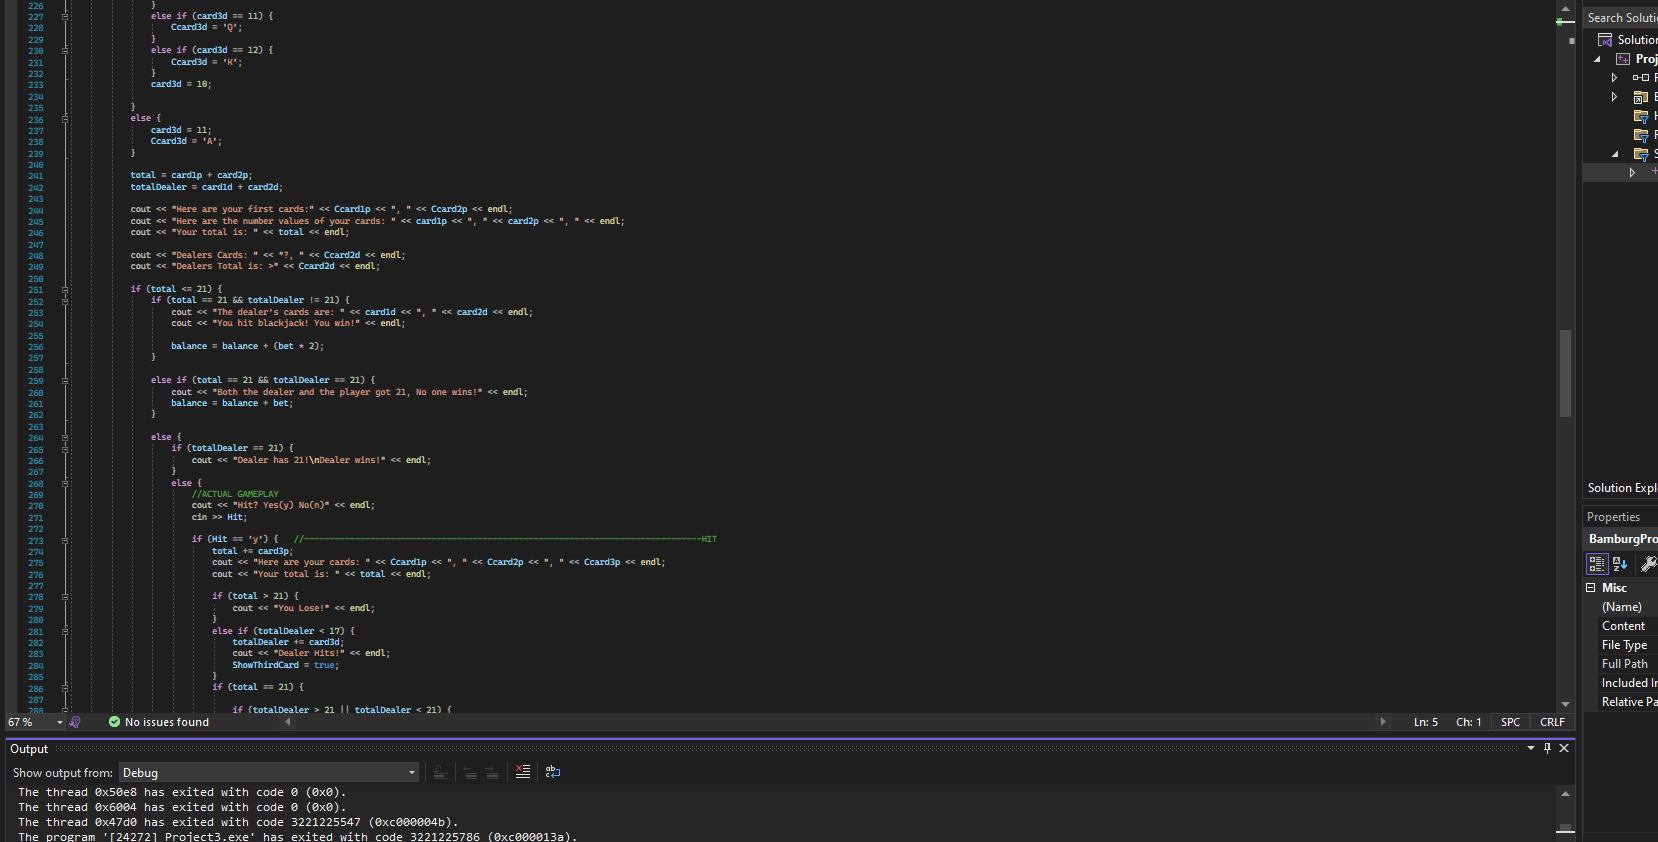 226 }
227 else if (card3d == 11) {
228 Ccard3d = 'Q';
229 }
230 else if (card3d == 12) {
231 Ccard3d = 'K';
232 }
233 card3d = 10;
234
235 }
236 else {
237 card3d = 11;
238 Ccard3d = 'A';
239 }
240
241 total = card1p + card2p;
242 totalDealer = card1d + card2d;
243
244 cout << "Here are your first cards:" << Ccard1p << ", " << Ccard2p << endl;
245 cout << "Here are the number values of your cards: " << card1p << ", " << card2p << ", " << endl;
246 cout << "Your total is: " << total << endl;
247
248 cout << "Dealers Cards: " << "?, " << Ccard2d << endl;
249 cout << "Dealers Total is: >" << Ccard2d << endl;
250
251 if (total <= 21) {
252 if (total == 21 && totalDealer != 21) {
253 cout << "The dealer's cards are: " << card1d << ", " << card2d << endl;
254 cout << "You hit blackjack! You win!" << endl;
255
256 balance = balance + (bet * 2);
257 }
258
259 else if (total == 21 && totalDealer == 21) {
260 cout << "Both the dealer and the player got 21, No one wins!" << endl;
261 balance = balance + bet;
262 }
263
264 else {
265 if (totalDealer == 21) {
266 cout << "Dealer has 21!\nDealer wins!" << endl;
267 }
268 else {
269 //ACTUAL GAMEPLAY
270 cout << "Hit? Yes(y) No(n)" << endl;
271 cin >> Hit;
272
273 if (Hit == 'y') { //------------------------------------------------------------------------------HIT
274 total += card3p;
275 cout << "Here are your cards: " << Ccard1p << ", " << Ccard2p << ", " << Ccard3p << endl;
276 cout << "Your total is: " << total << endl;
277
278 if (total > 21) {
279 cout << "You Lose!" << endl;
280 }
281 else if (totalDealer < 17) {
282 totalDealer += card3d;
283 cout << "Dealer Hits!" << endl;
284 ShowThirdCard = true;
285 }
286 if (total == 21) {
287
288 if (totalDealer > 21 || totalDealer < 21) {
67 % No issues found Ln: 5 Ch: 1 SPC CRLF
Output
Show output from: Debug
The thread 0x50e8 has exited with code 0 (0x0).
The thread 0x6004 has exited with code 0 (0x0).
The thread 0x47d0 has exited with code 3221225547 (0xc000004b).
The program '[24272] Project3.exe' has exited with code 3221225786 (0xc000013a).
Search Soluti
Solution
Proj
Solution Expl
Properties
BamburgPro
Misc
(Name)
Content
File Type
Full Path
Included In
Relative Pa